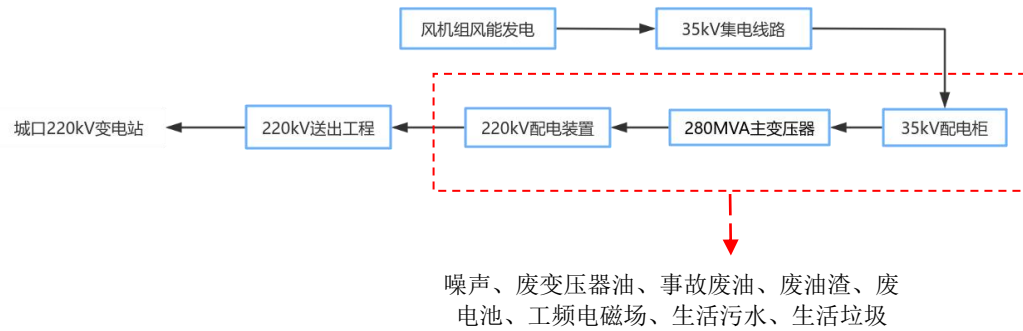 风机组风能发电
35kV集电线路
城口220kV变电站
220kV送出工程
220kV配电装置
280MVA主变压器
35kV配电柜
噪声、废变压器油、事故废油、废油渣、废
电池、工频电磁场、生活污水、生活垃圾